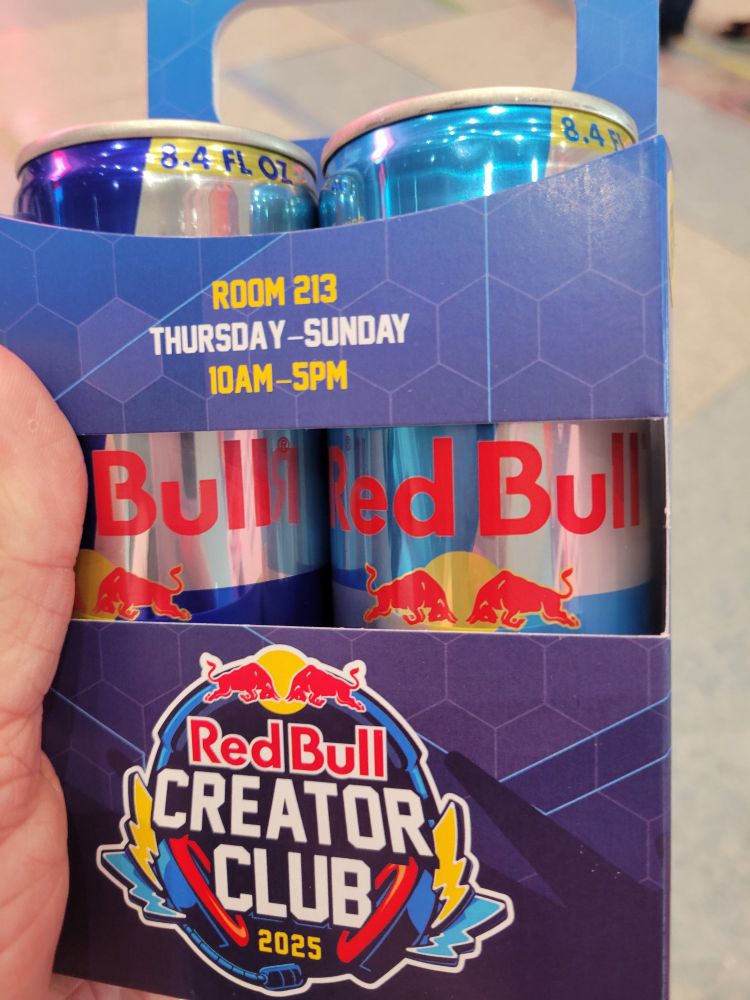 8.4 FL OZ
8.4 F
ROOM 213
THURSDAY–SUNDAY
10AM–5PM
Bull®
Red Bull
Red Bull
CREATOR
CLUB
2025